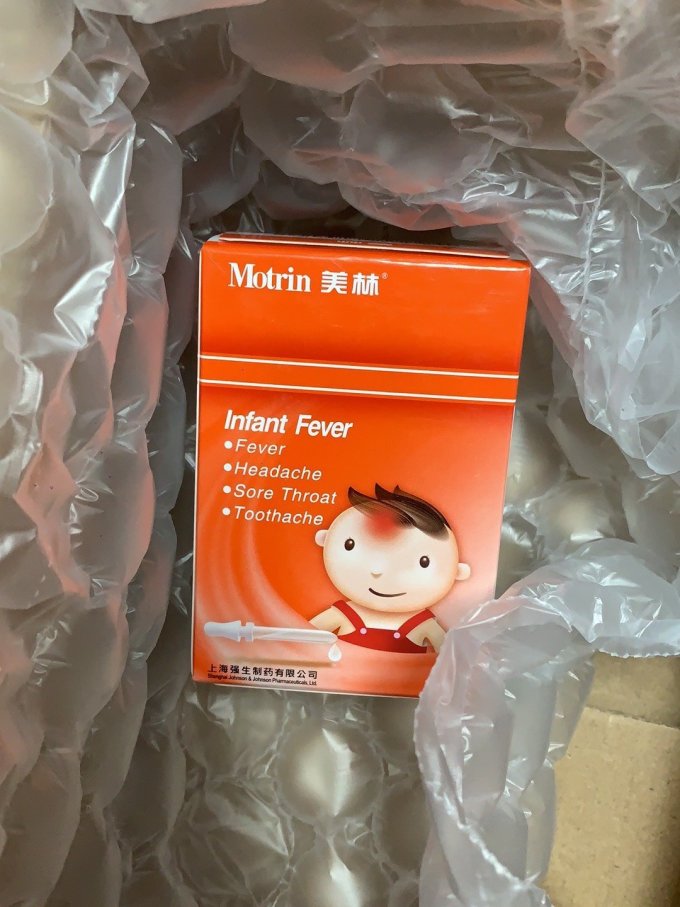 Motrin 美林®
Infant Fever
•Fever
•Headache
•Sore Throat
•Toothache
上海强生制药有限公司
Shanghai Johnson & Johnson Pharmaceuticals, Ltd.